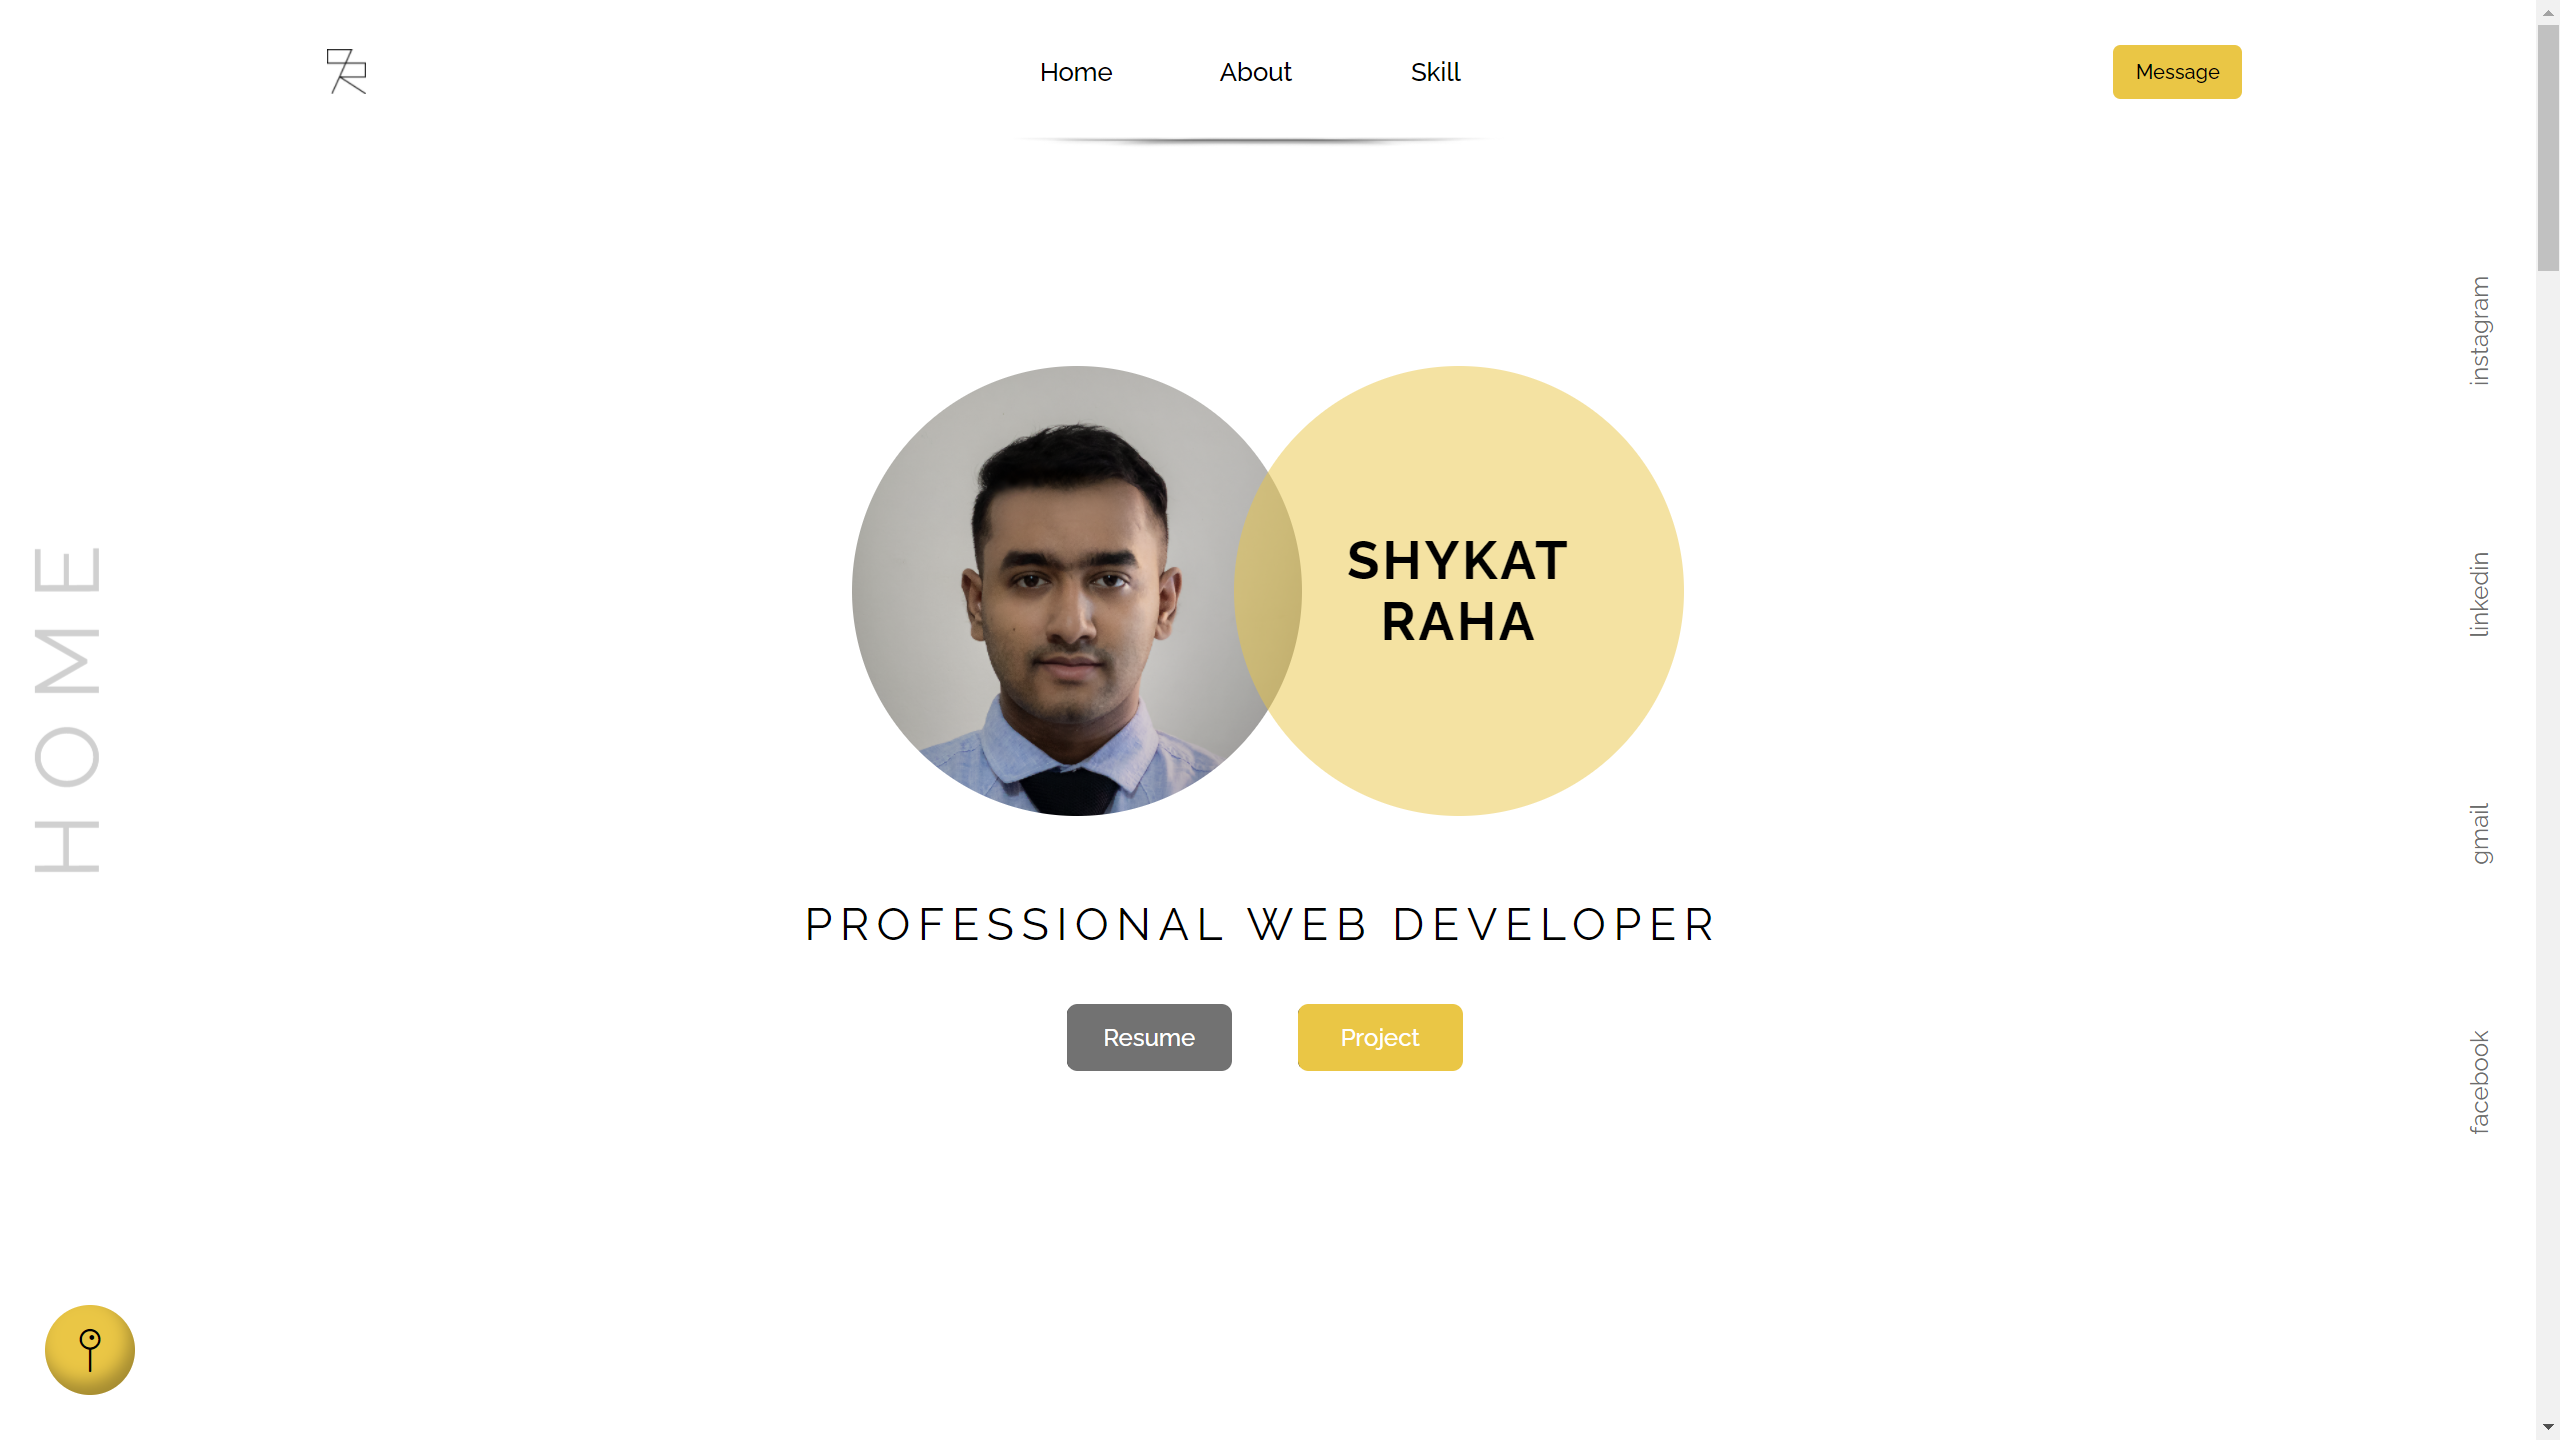 Home
About
Skill
Message
HOME
SHYKAT
RAHA
PROFESSIONAL WEB DEVELOPER
Resume
Project
instagram
linkedin
gmail
facebook